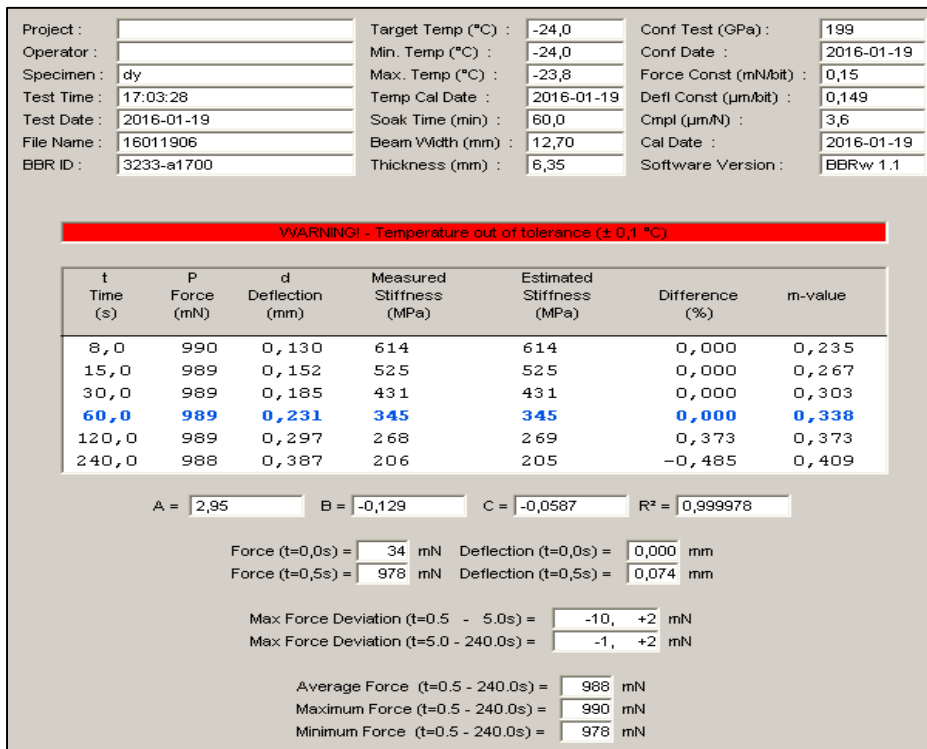 Project : Target Temp (°C) : -24,0 Conf Test (GPa) : 199
Operator : Min. Temp (°C) : -24,0 Conf Date : 2016-01-19
Specimen : dy Max. Temp (°C) : -23,8 Force Const (mN/bit) : 0,15
Test Time : 17:03:28 Temp Cal Date : 2016-01-19 Defl Const (µm/bit) : 0,149
Test Date : 2016-01-19 Soak Time (min) : 60,0 Cmpl (µm/N) : 3,6
File Name : 16011906 Beam Width (mm) : 12,70 Cal Date : 2016-01-19
BBR ID : 3233-a1700 Thickness (mm) : 6,35 Software Version : BBRw 1.1
WARNING! - Temperature out of tolerance (± 0,1 °C)
t P d Measured Estimated
Time Force Deflection Stiffness Stiffness Difference m-value
(s) (mN) (mm) (MPa) (MPa) (%)
8,0 990 0,130 614 614 0,000 0,235
15,0 989 0,152 525 525 0,000 0,267
30,0 989 0,185 431 431 0,000 0,303
60,0 989 0,231 345 345 0,000 0,338
120,0 989 0,297 268 269 0,373 0,373
240,0 988 0,387 206 205 -0,485 0,409
A = 2,95 B = -0,129 C = -0,0587 R² = 0,999978
Force (t=0,0s) = 34 mN Deflection (t=0,0s) = 0,000 mm
Force (t=0,5s) = 978 mN Deflection (t=0,5s) = 0,074 mm
Max Force Deviation (t=0.5 - 5.0s) = -10, +2 mN
Max Force Deviation (t=5.0 - 240.0s) = -1, +2 mN
Average Force (t=0.5 - 240.0s) = 988 mN
Maximum Force (t=0.5 - 240.0s) = 990 mN
Minimum Force (t=0.5 - 240.0s) = 978 mN